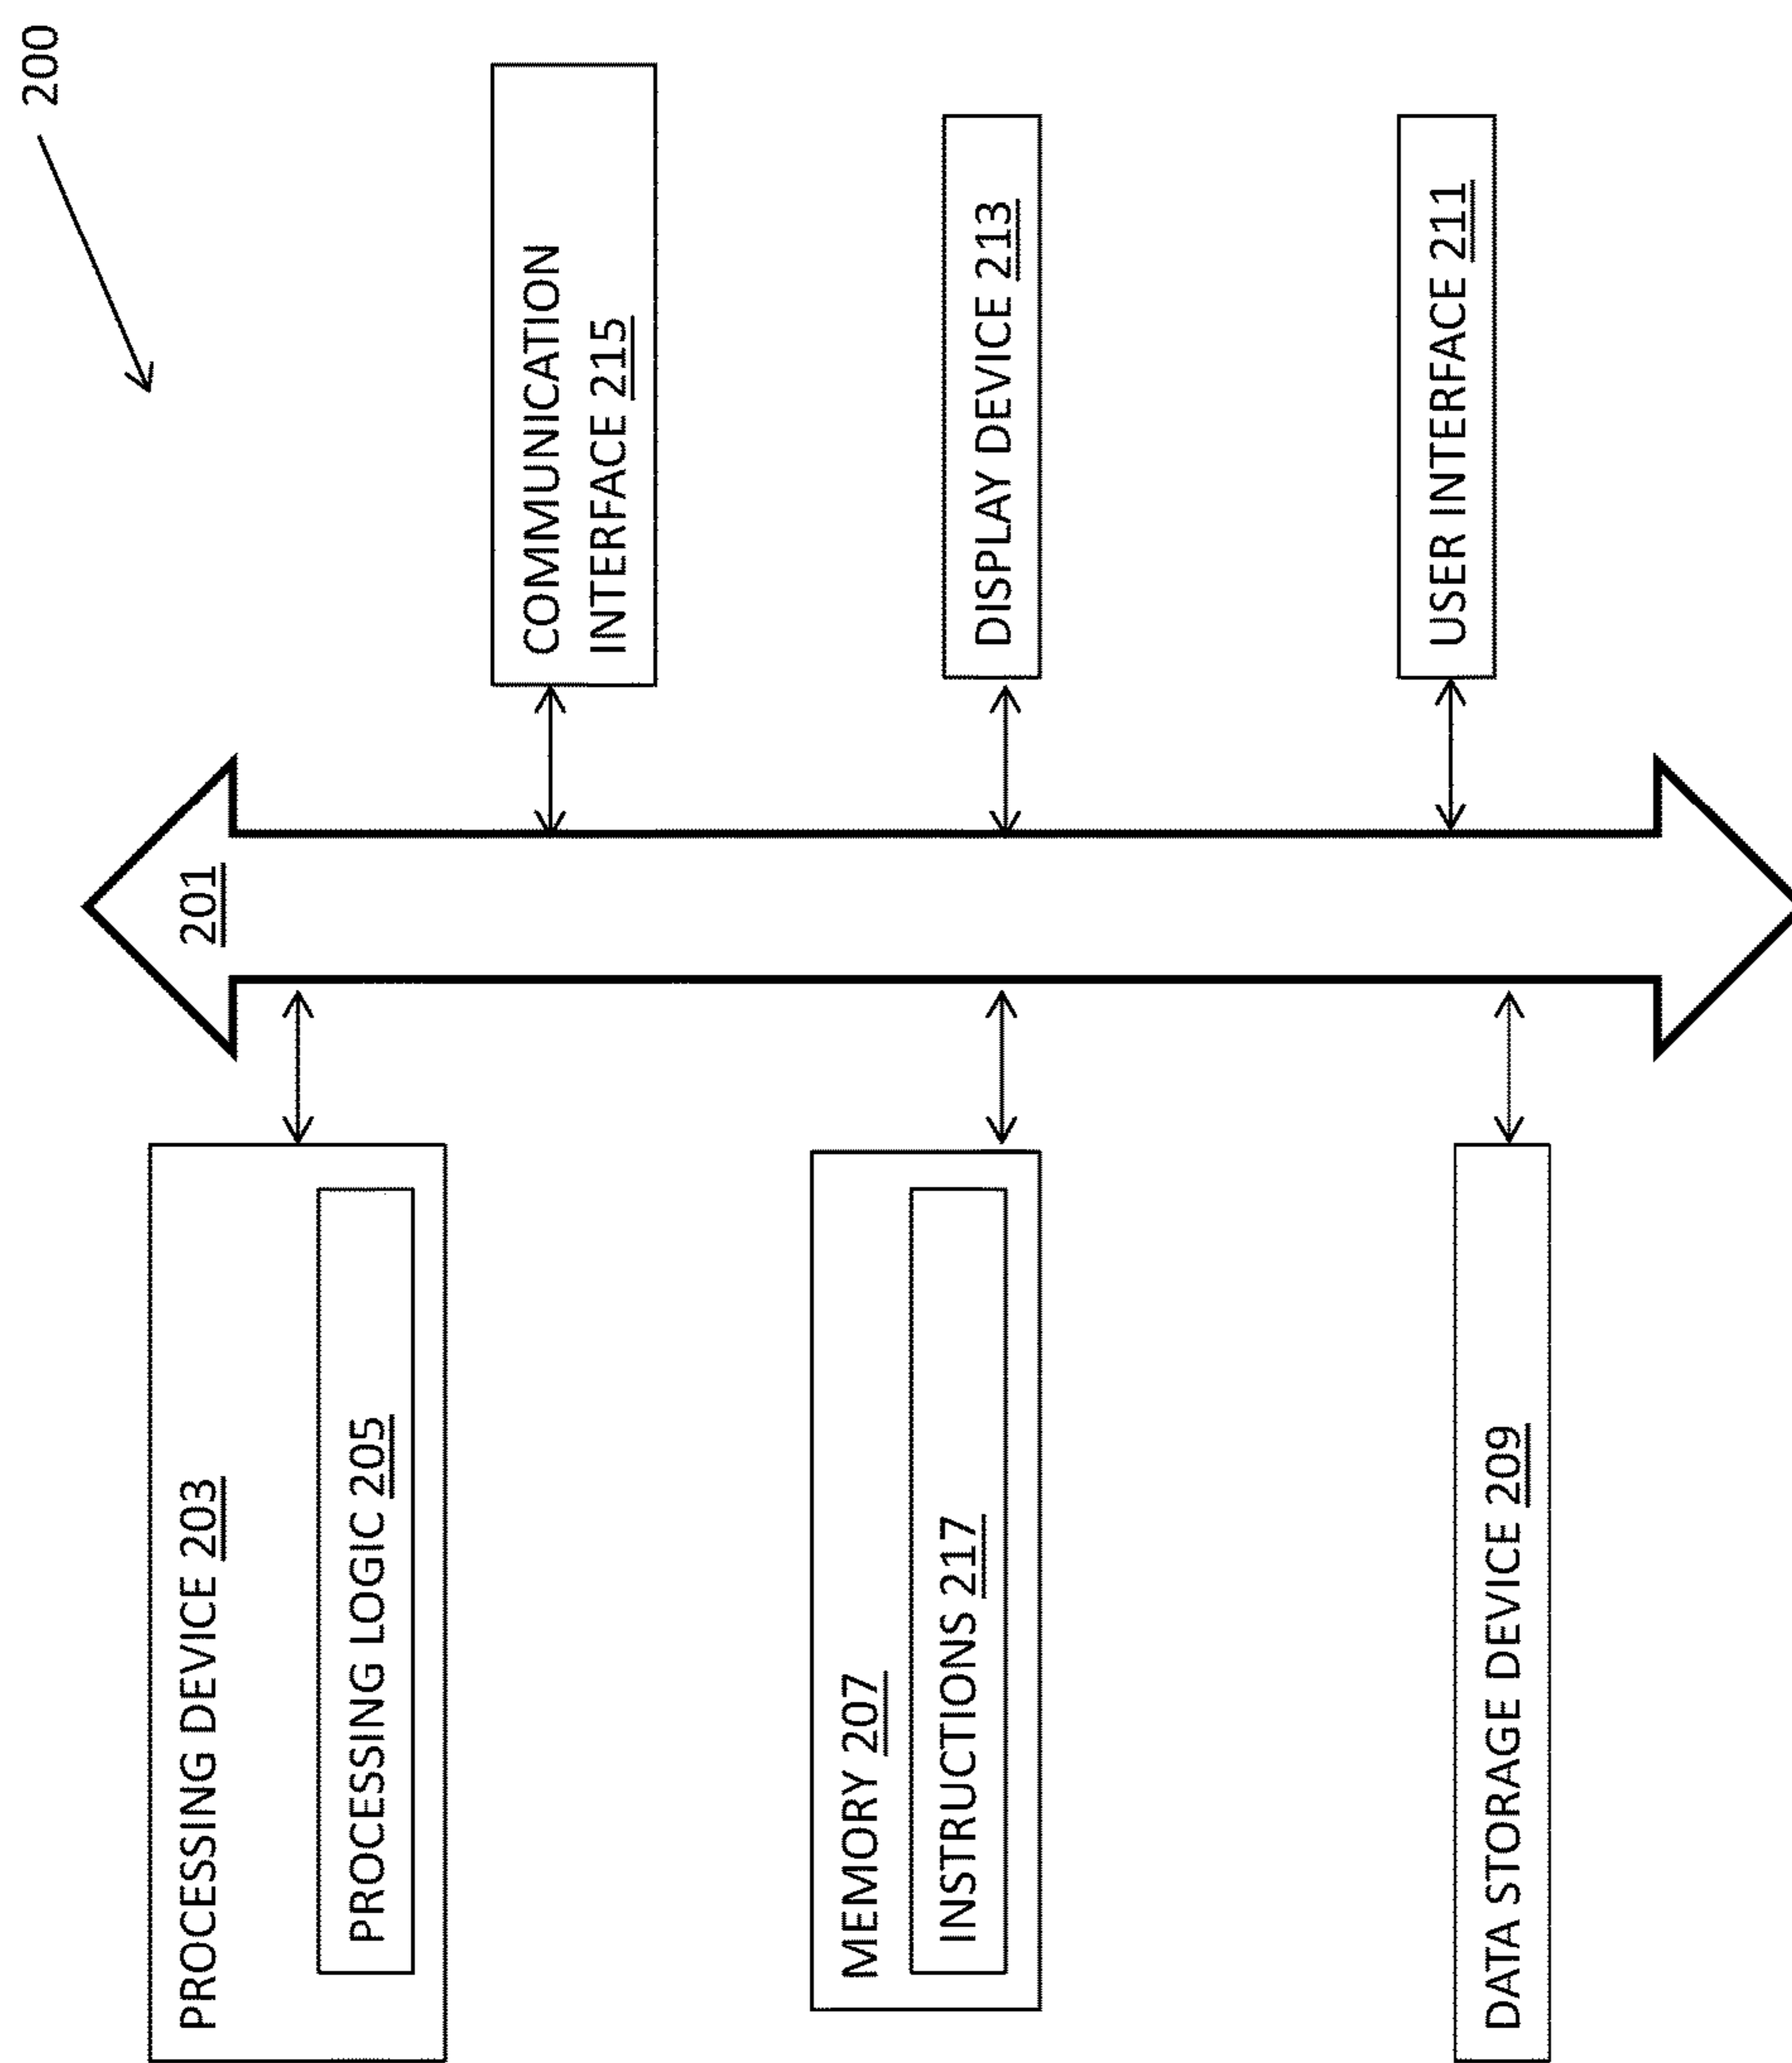 200
PROCESSING DEVICE 203
PROCESSING LOGIC 205
MEMORY 207
INSTRUCTIONS 217
DATA STORAGE DEVICE 209
201
COMMUNICATION
INTERFACE 215
DISPLAY DEVICE 213
USER INTERFACE 211